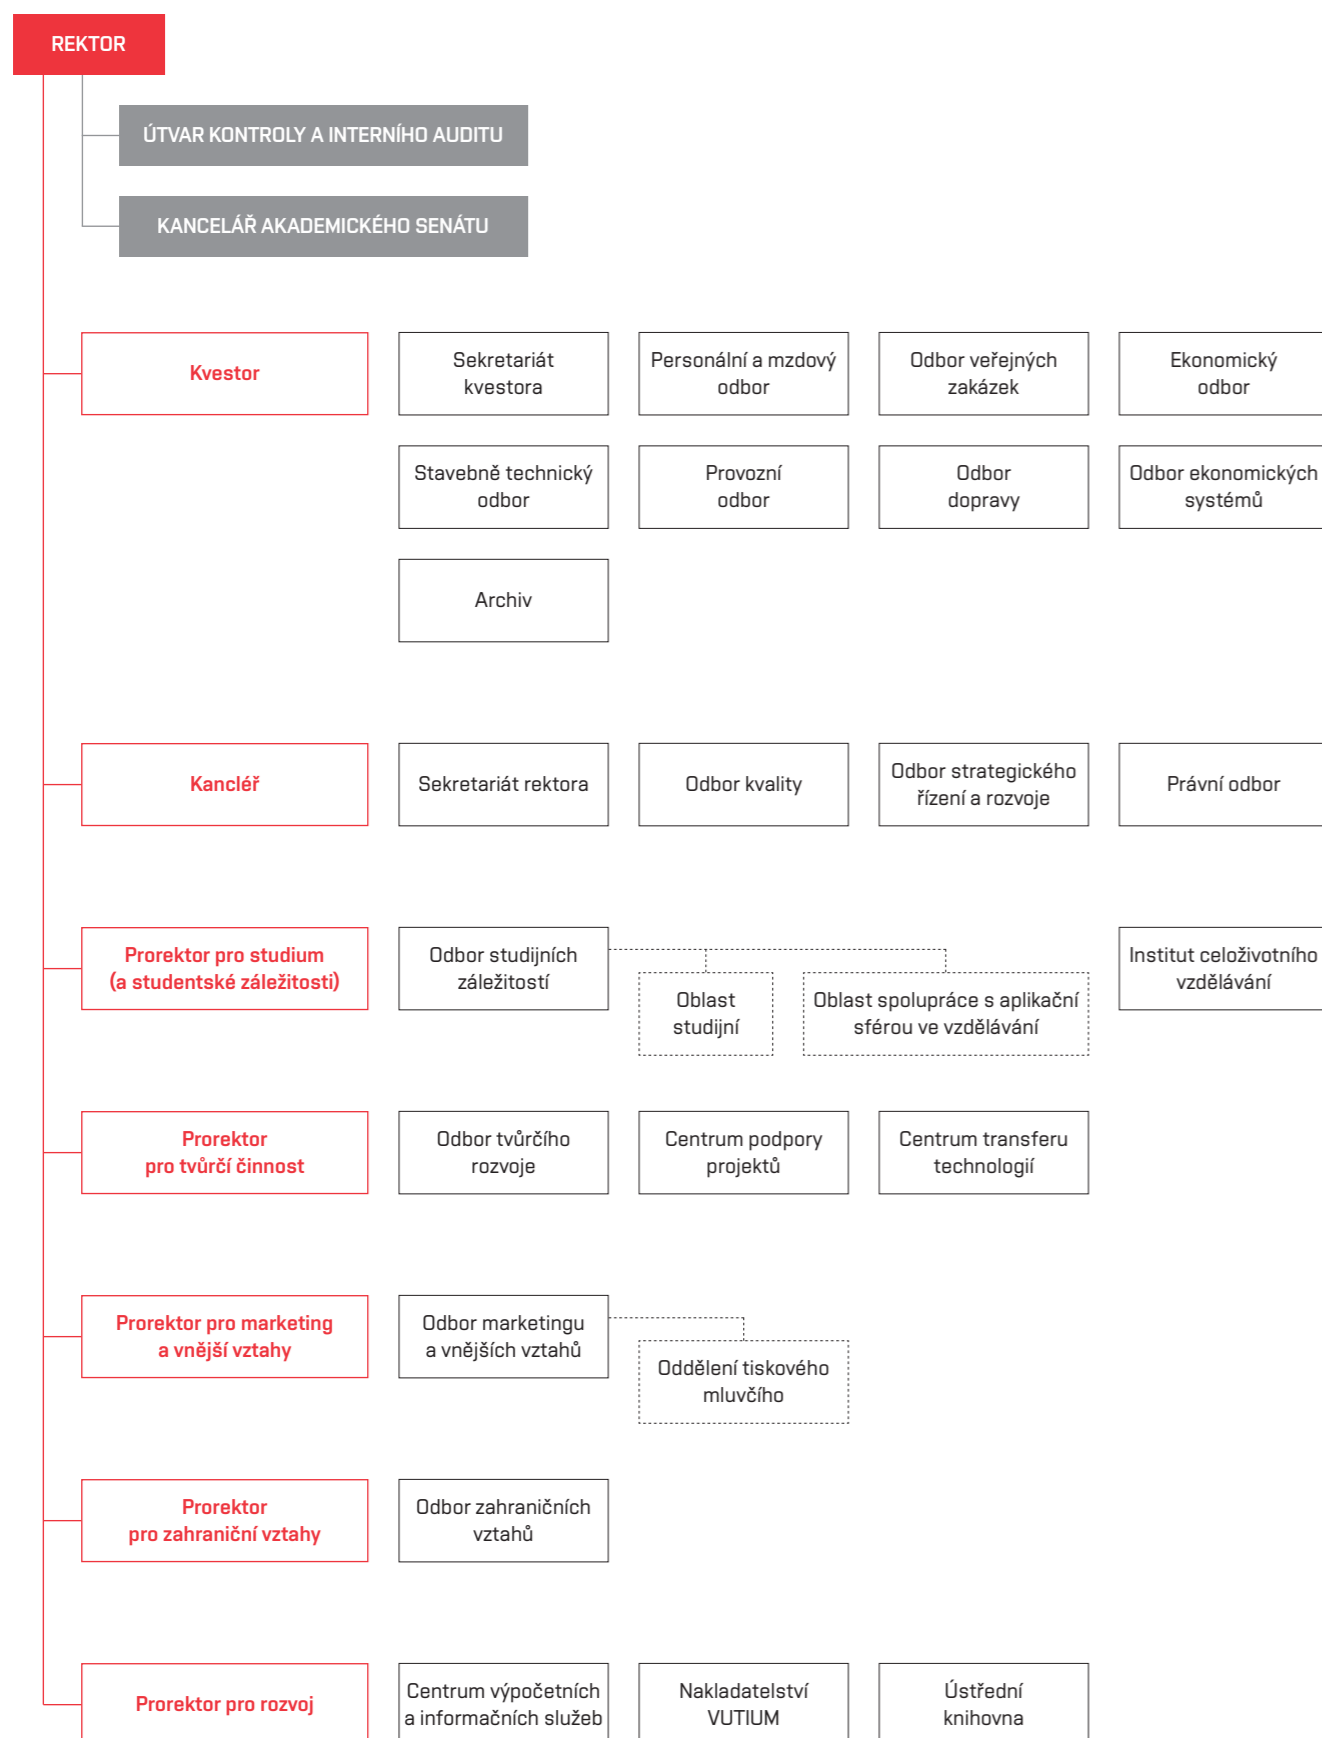 REKTOR
ÚTVAR KONTROLY A INTERNÍHO AUDITU
KANCELÁŘ AKADEMICKÉHO SENÁTU
Kvestor
Sekretariát
kvestora
Personální a mzdový
odbor
Odbor veřejných
zakázek
Ekonomický
odbor
Stavebně technický
odbor
Provozní
odbor
Odbor
dopravy
Odbor ekonomických
systémů
Archiv
Kancléř
Sekretariát rektora
Odbor kvality
Odbor strategického
řízení a rozvoje
Právní odbor
Prorektor pro studium
(a studentské záležitosti)
Odbor studijních
záležitostí
Oblast
studijní
Oblast spolupráce s aplikační
sférou ve vzdělávání
Institut celoživotního
vzdělávání
Prorektor
pro tvůrčí činnost
Odbor tvůrčího
rozvoje
Centrum podpory
projektů
Centrum transferu
technologií
Prorektor pro marketing
a vnější vztahy
Odbor marketingu
a vnějších vztahů
Oddělení tiskového
mluvčího
Prorektor
pro zahraniční vztahy
Odbor zahraničních
vztahů
Prorektor pro rozvoj
Centrum výpočetních
a informačních služeb
Nakladatelství
VUTIUM
Ústřední
knihovna